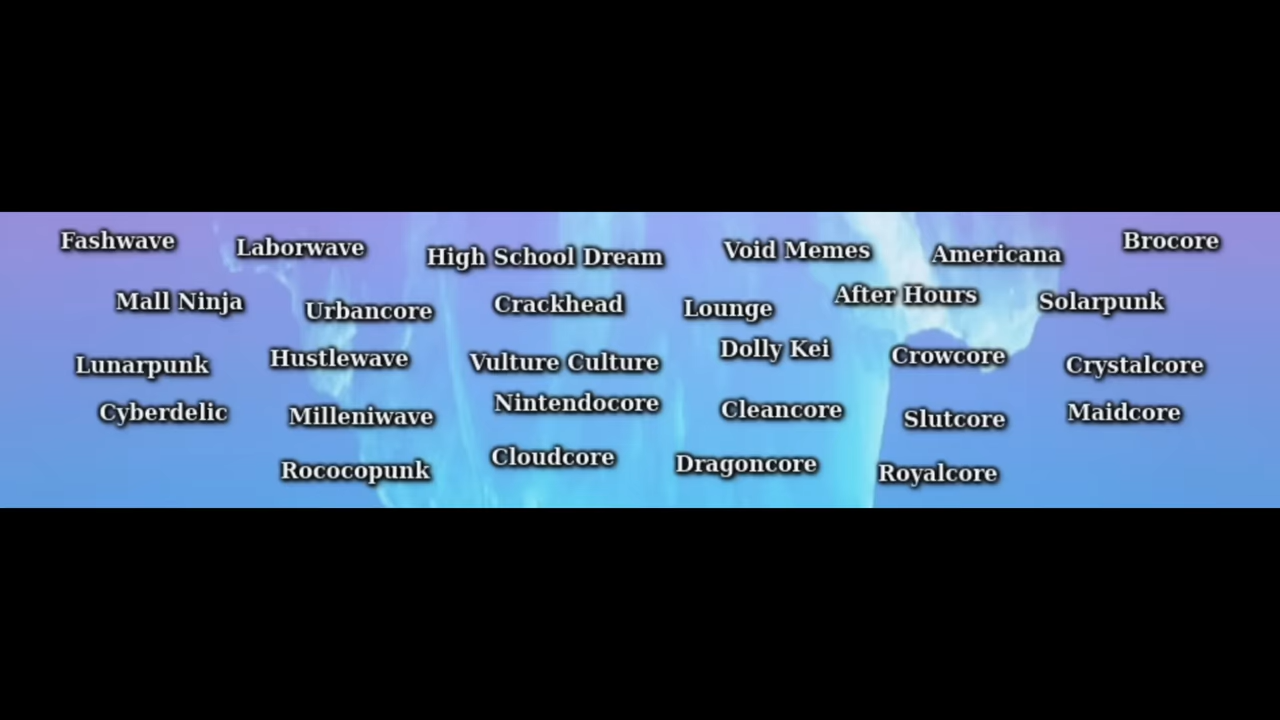 Fashwave Laborwave High School Dream Void Memes Americana Brocore
Mall Ninja Urbancore Crackhead Lounge After Hours Solarpunk
Lunarpunk Hustlewave Vulture Culture Dolly Kei Crowcore Crystalcore
Cyberdelic Milleniwave Nintendocore Cleancore Slutcore Maidcore
Rococopunk Cloudcore Dragoncore Royalcore